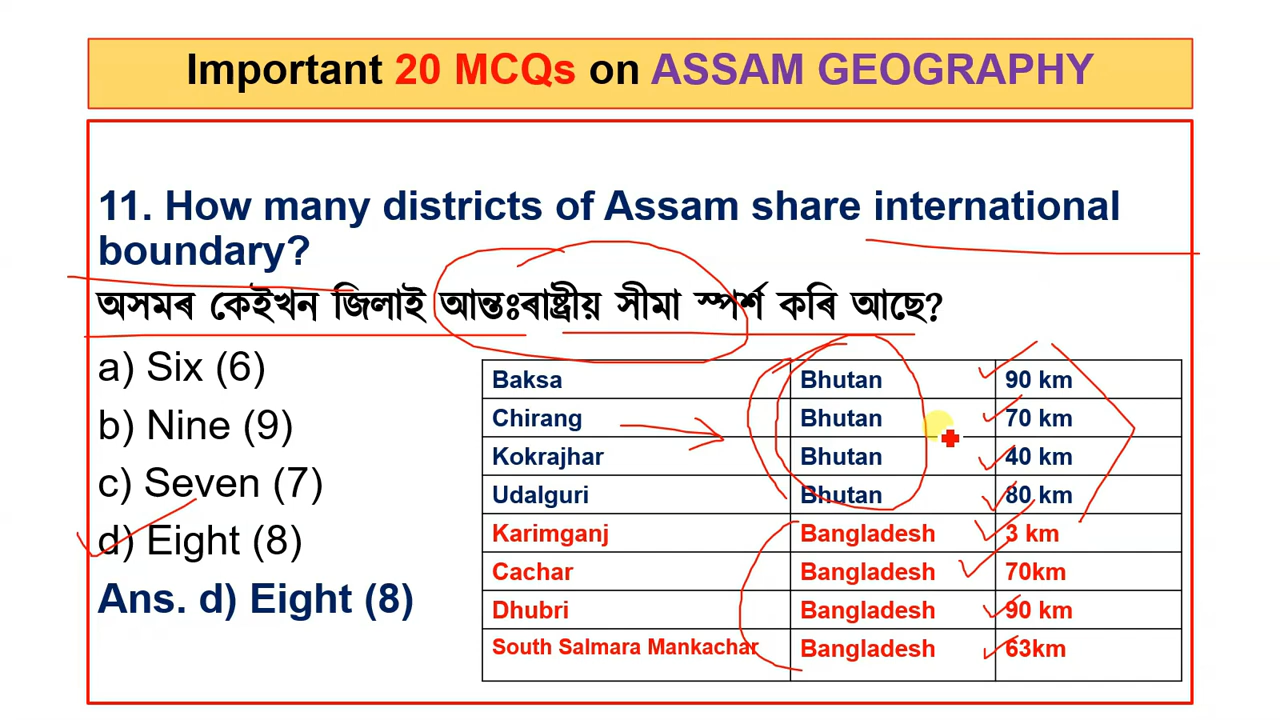 Important 20 MCQs on ASSAM GEOGRAPHY
11. How many districts of Assam share international
boundary?
অসমৰ কেইখন জিলাই আন্তঃৰাষ্ট্ৰীয় সীমা স্পৰ্শ কৰি আছে?
a) Six (6)
b) Nine (9)
c) Seven (7)
d) Eight (8)
Ans. d) Eight (8)
Baksa Bhutan 90 km
Chirang Bhutan 70 km
Kokrajhar Bhutan 40 km
Udalguri Bhutan 80 km
Karimganj Bangladesh 3 km
Cachar Bangladesh 70km
Dhubri Bangladesh 90 km
South Salmara Mankachar Bangladesh 63km